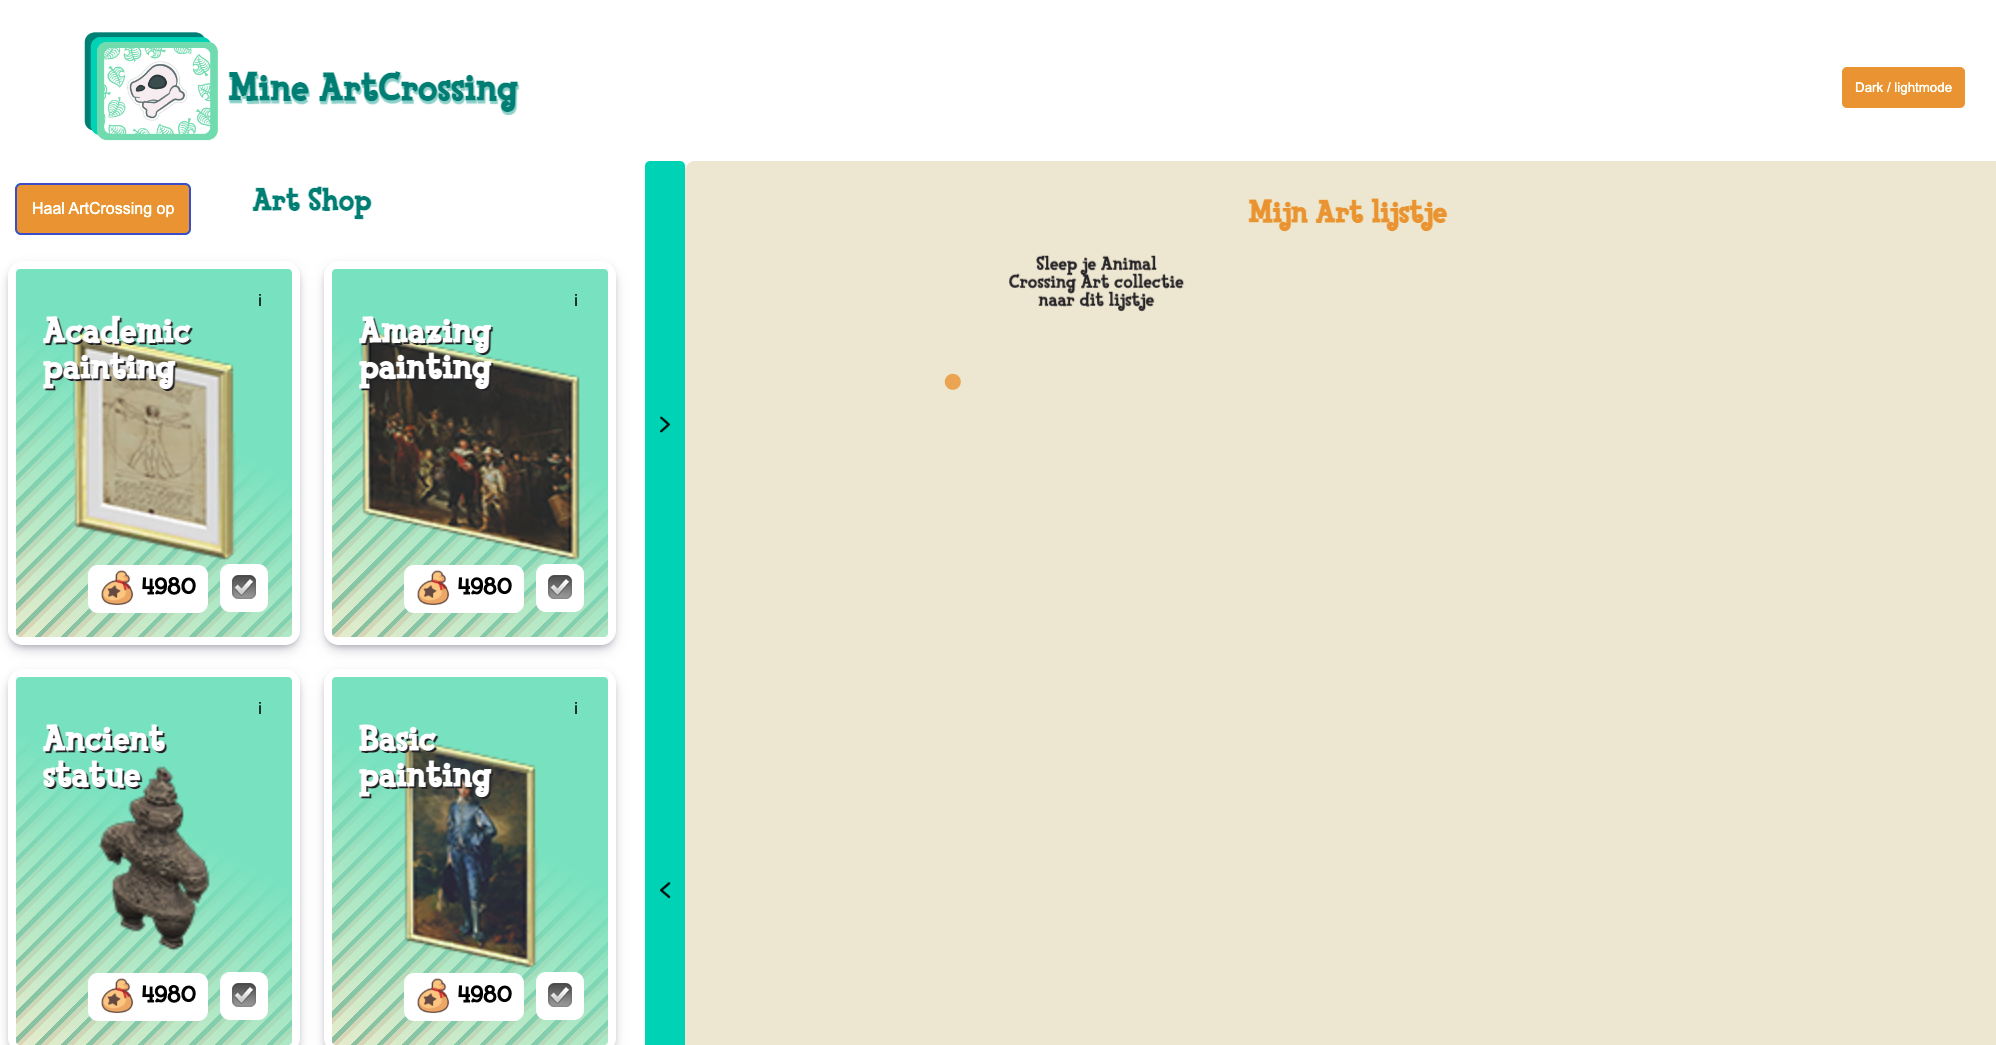 Mine ArtCrossing
Dark / lightmode
Haal ArtCrossing op
Art Shop
i
Academic
painting
4980
i
Amazing
painting
4980
i
Ancient
statue
4980
i
Basic
painting
4980
>
<
Mijn Art lijstje
Sleep je Animal
Crossing Art collectie
naar dit lijstje